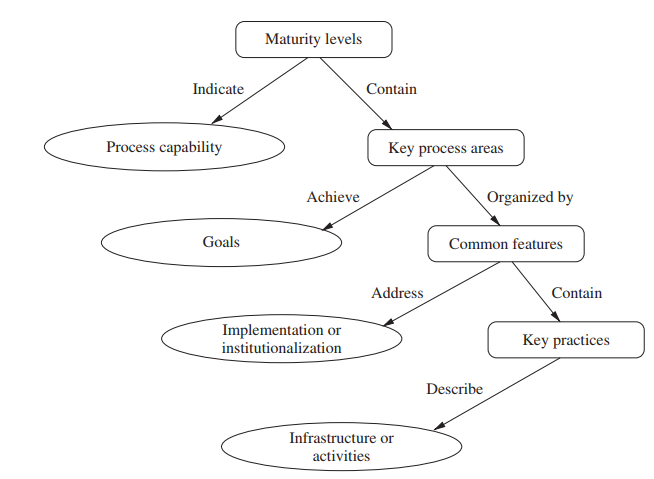 Maturity levels
Indicate
Contain
Process capability
Key process areas
Achieve
Organized by
Goals
Common features
Address
Contain
Implementation or
institutionalization
Key practices
Describe
Infrastructure or
activities